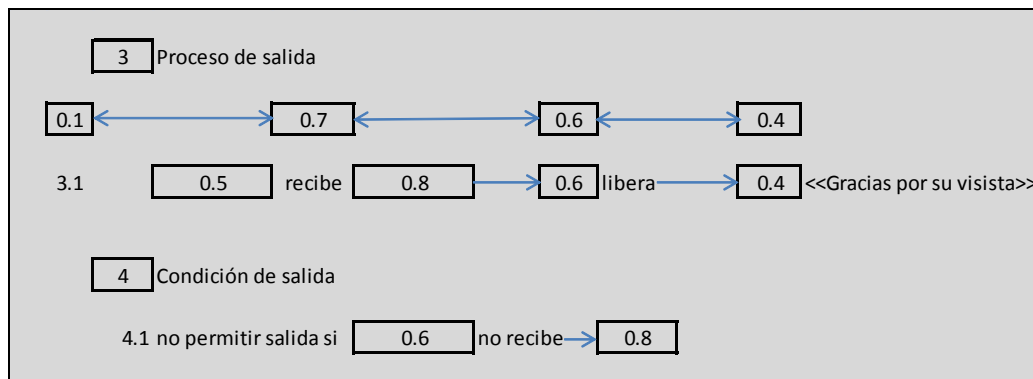 3 Proceso de salida
0.1 0.7 0.6 0.4
3.1 0.5 recibe 0.8 0.6 libera 0.4 <<Gracias por su visista>>
4 Condición de salida
4.1 no permitir salida si 0.6 no recibe 0.8